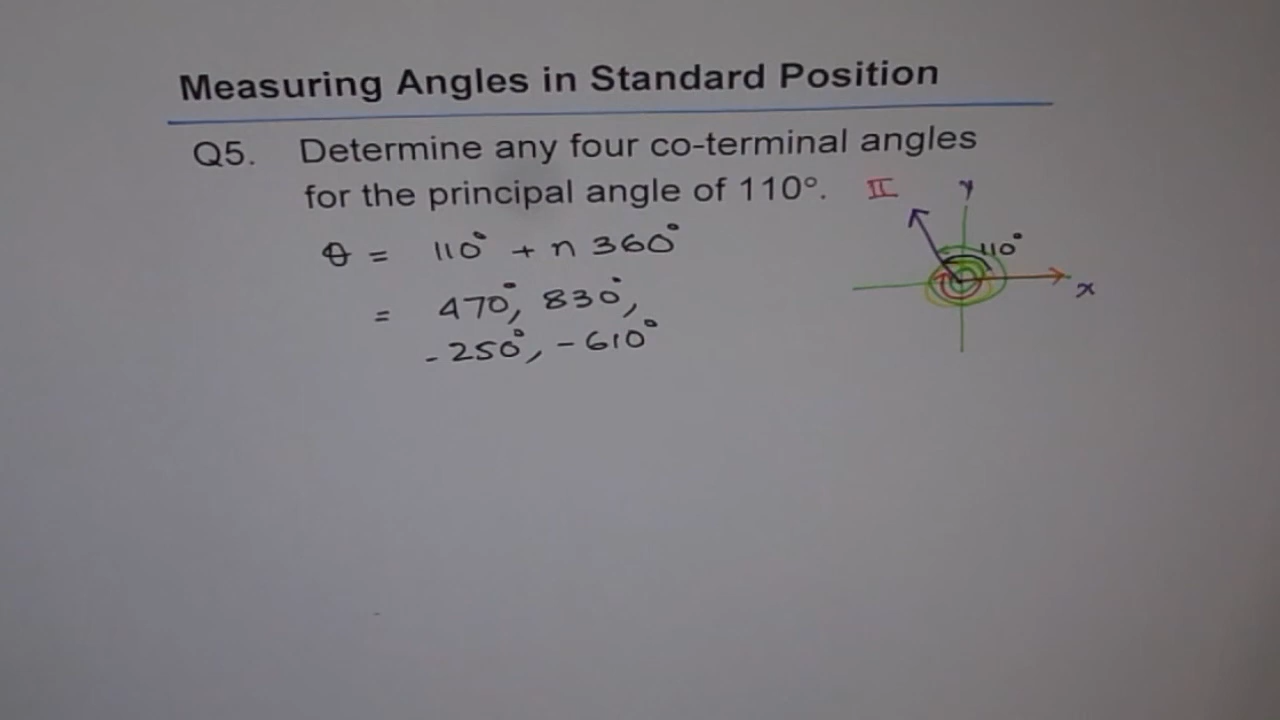 Measuring Angles in Standard Position
Q5. Determine any four co-terminal angles
for the principal angle of 110°. II y
θ = 110° + n 360° 110°
x
= 470°, 830°,
-250°, -610°